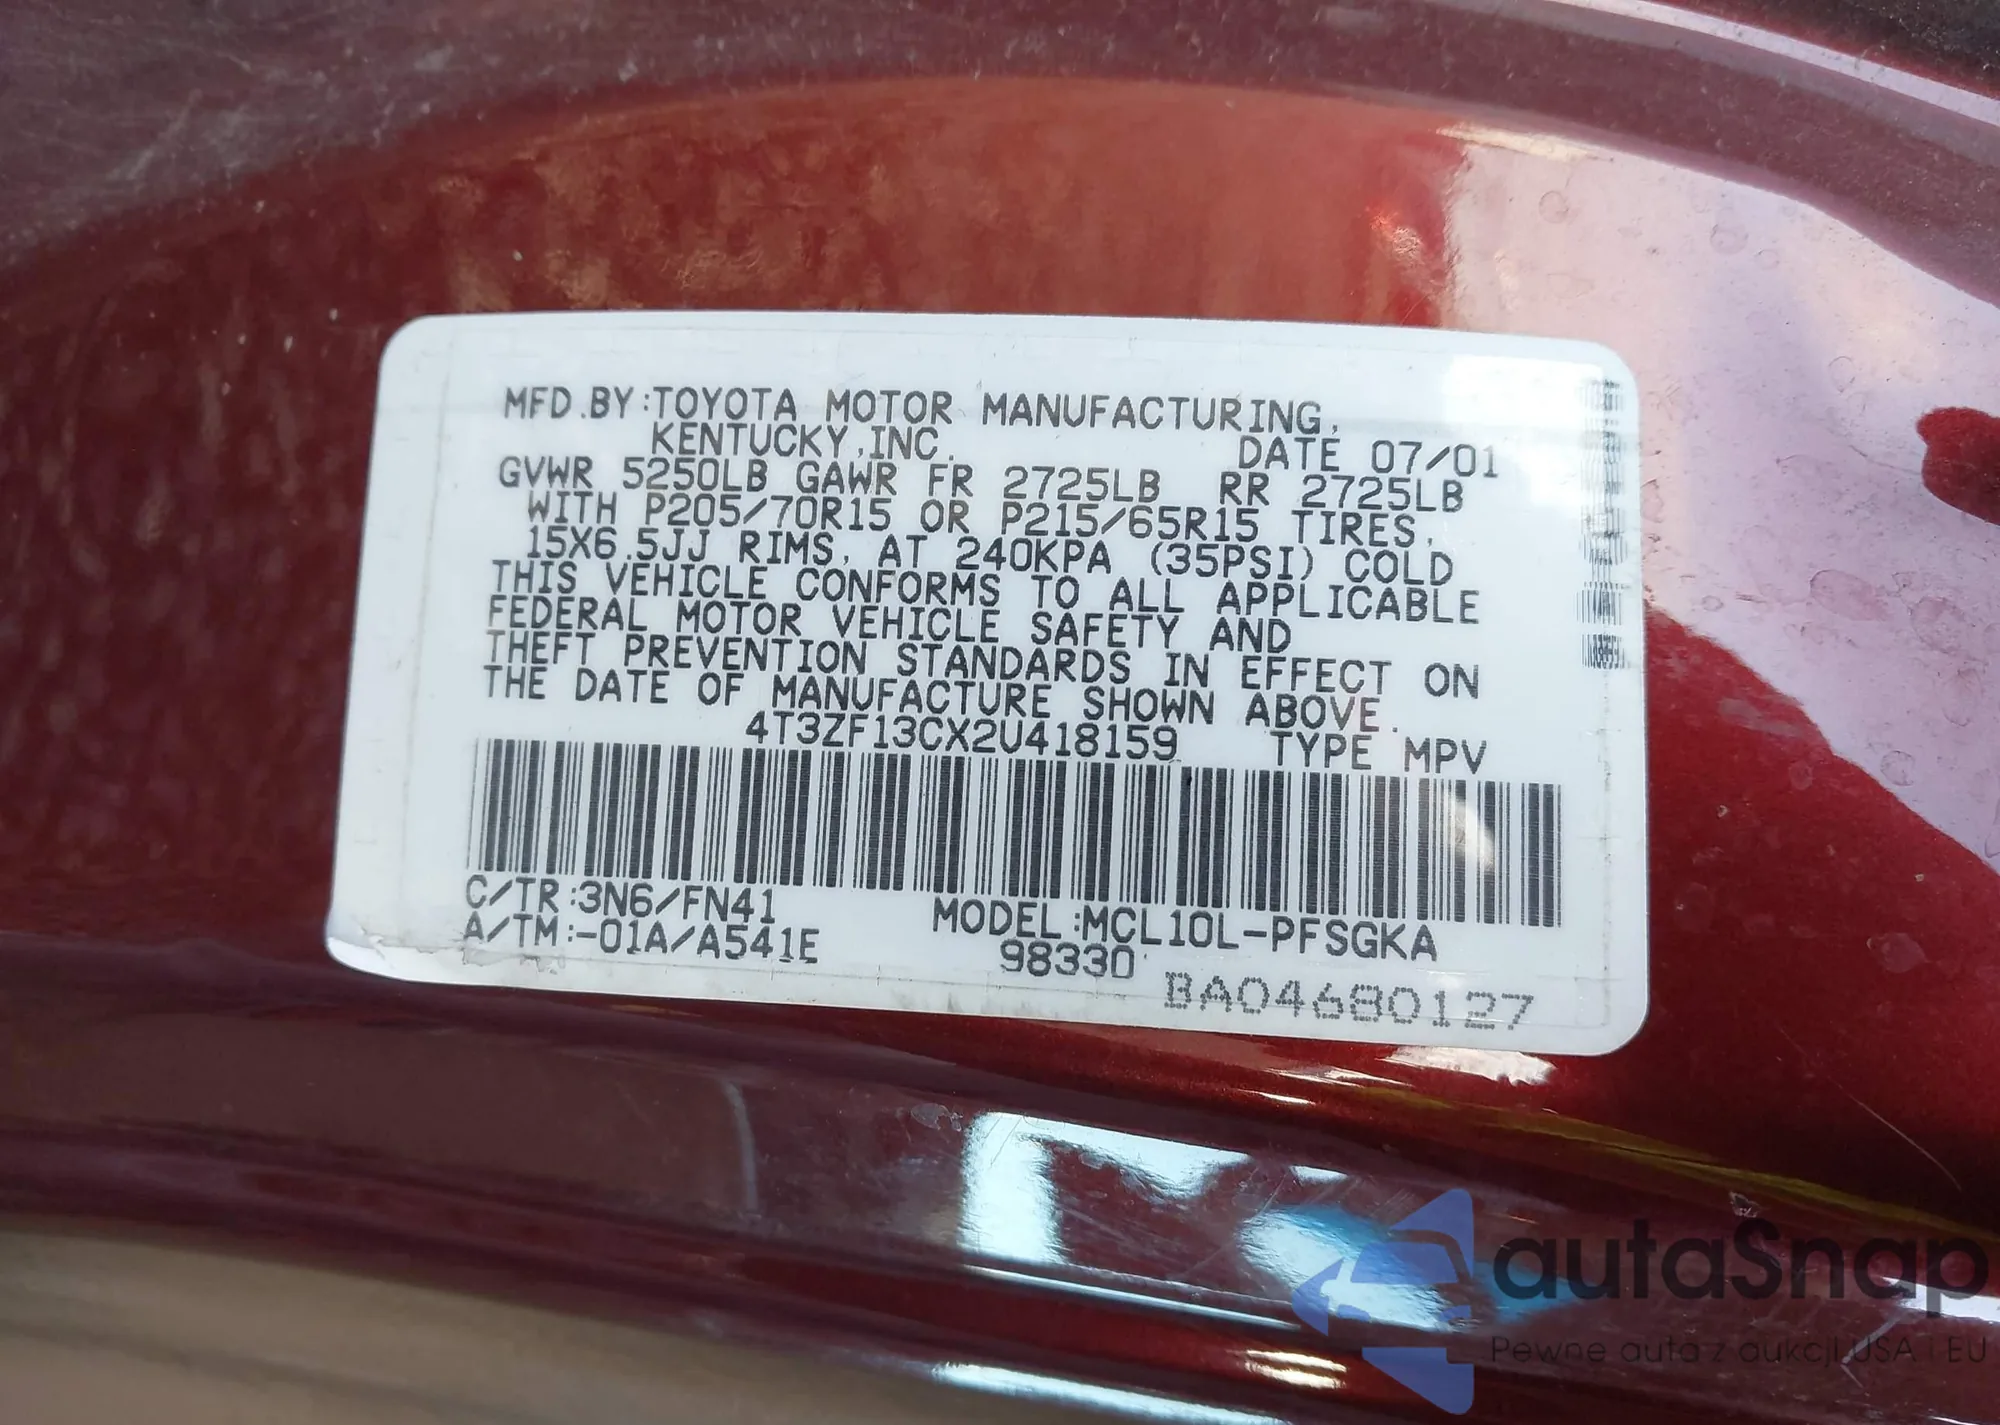 MFD.BY:TOYOTA MOTOR MANUFACTURING,
KENTUCKY,INC. DATE 07/01
GVWR 5250LB GAWR FR 2725LB RR 2725LB
WITH P205/70R15 OR P215/65R15 TIRES,
15X6.5JJ RIMS, AT 240KPA (35PSI) COLD
THIS VEHICLE CONFORMS TO ALL APPLICABLE
FEDERAL MOTOR VEHICLE SAFETY AND
THEFT PREVENTION STANDARDS IN EFFECT ON
THE DATE OF MANUFACTURE SHOWN ABOVE.
4T3ZF13CX2U418159 TYPE MPV
C/TR:3N6/FN41 MODEL:MCL10L-PFSGKA
A/TM:-01A/A541E 98330
BA04680127
autaSnap
Pewne auta z aukcji USA i EU